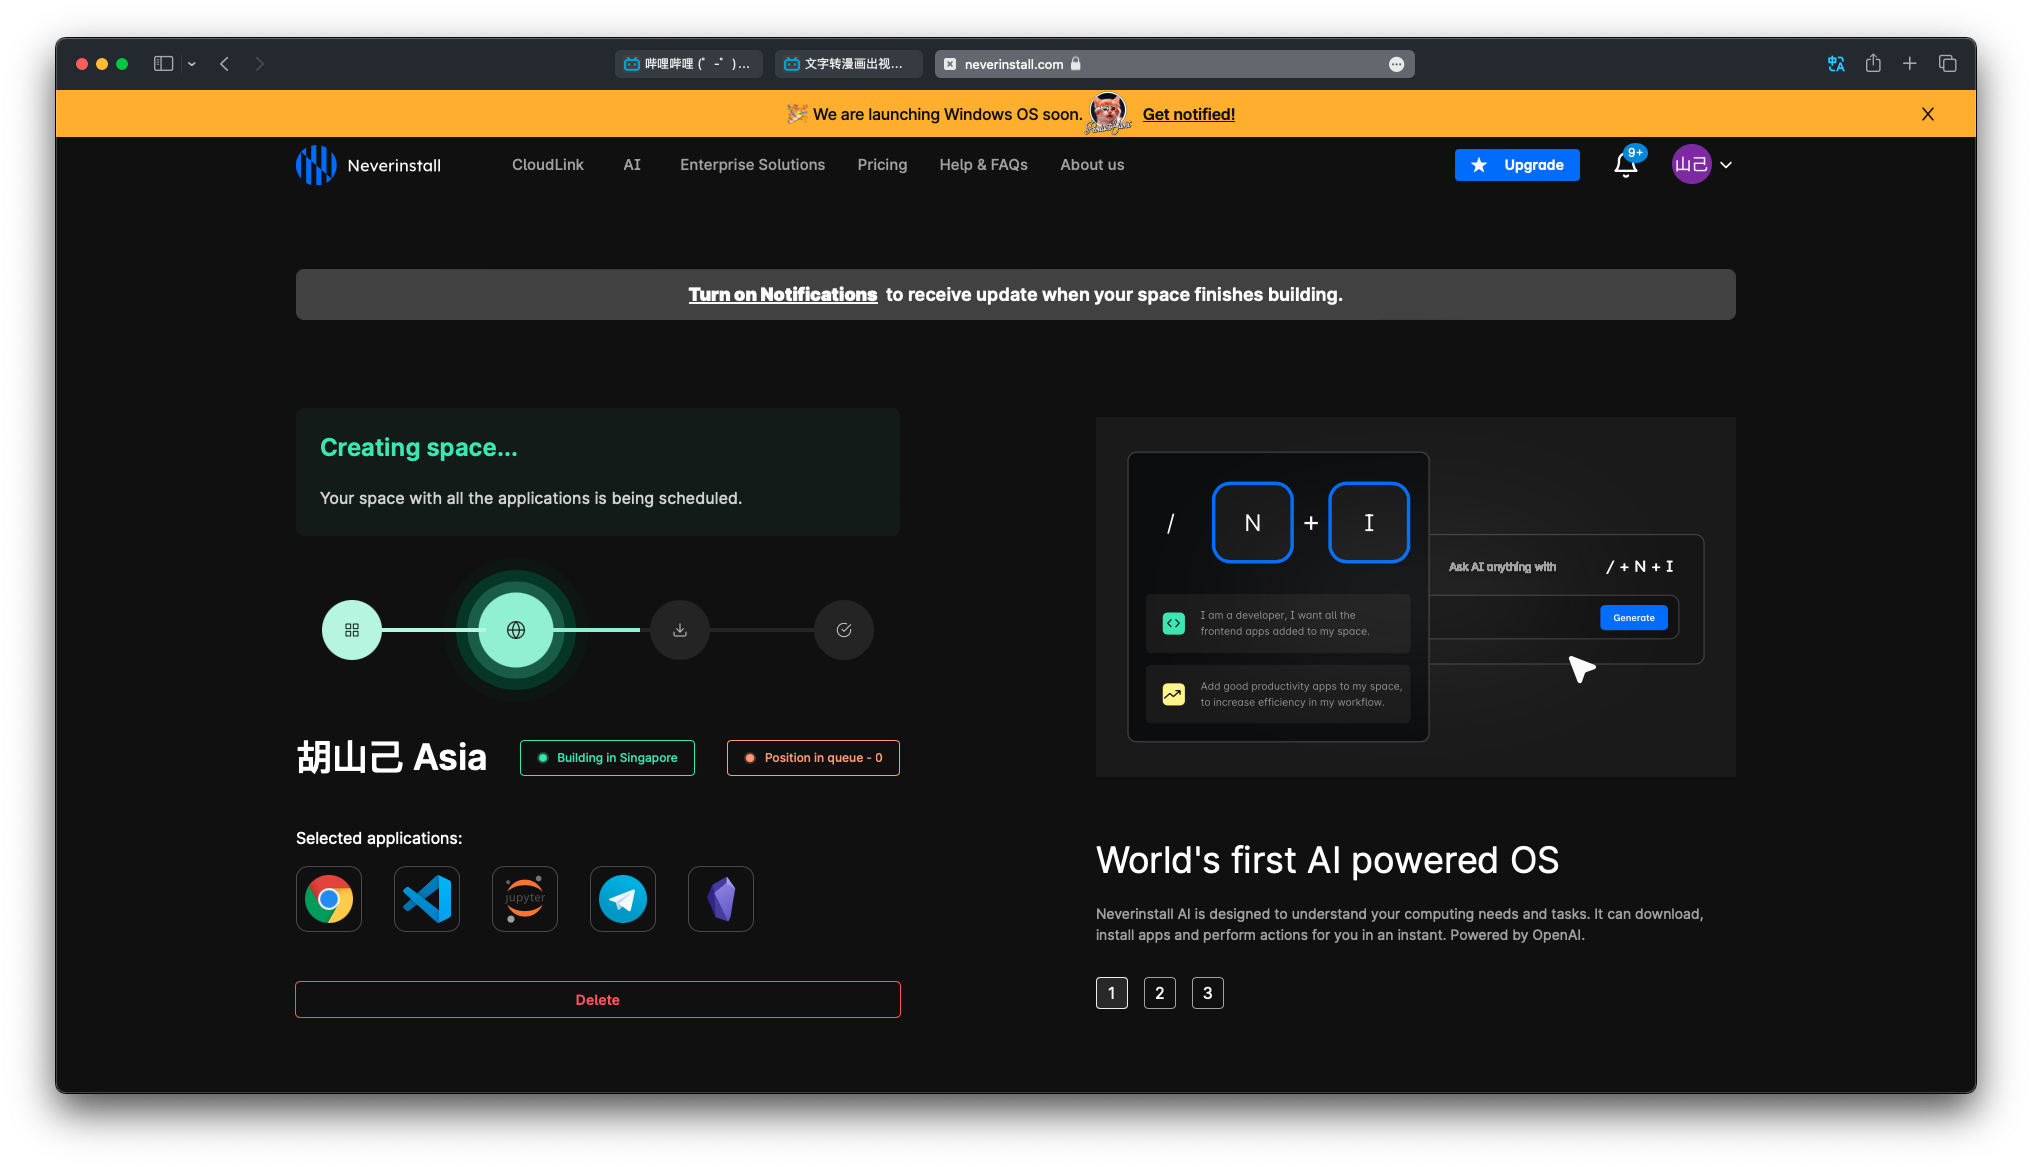 哔哩哔哩 (゜-゜)...
文字转漫画出视...
neverinstall.com
We are launching Windows OS soon.
Get notified!
Neverinstall
CloudLink
AI
Enterprise Solutions
Pricing
Help & FAQs
About us
Upgrade
9+
山己
Turn on Notifications to receive update when your space finishes building.
Creating space...
Your space with all the applications is being scheduled.
胡山己 Asia
Building in Singapore
Position in queue - 0
Selected applications:
jupyter
Delete
/ N + I
I am a developer, I want all the
frontend apps added to my space.
Add good productivity apps to my space,
to increase efficiency in my workflow.
Ask AI anything with
/ + N + I
Generate
World's first AI powered OS
Neverinstall AI is designed to understand your computing needs and tasks. It can download,
install apps and perform actions for you in an instant. Powered by OpenAI.
1
2
3